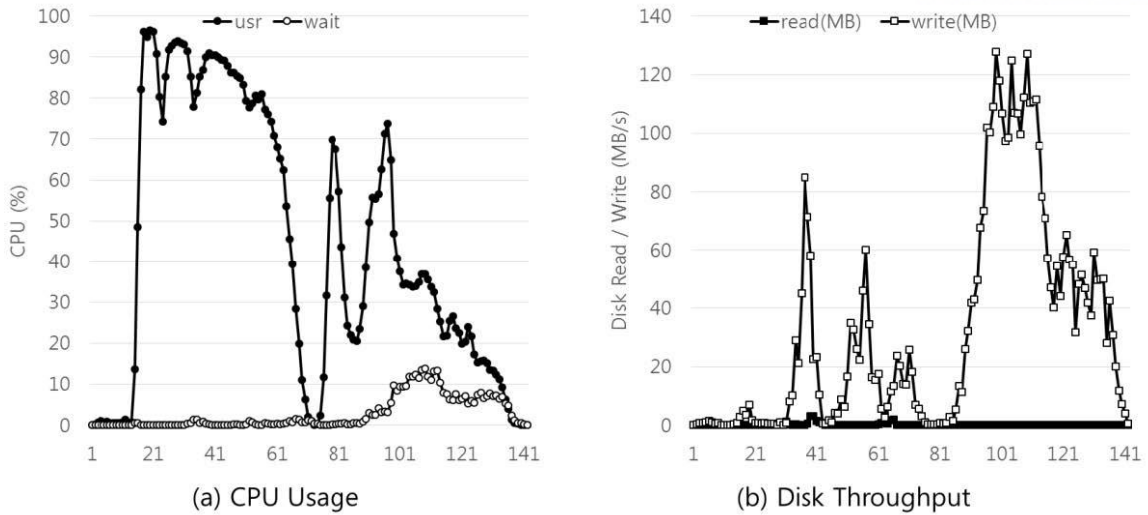 usr wait
CPU (%)
100
90
80
70
60
50
40
30
20
10
0
1 21 41 61 81 101 121 141
(a) CPU Usage
read(MB) write(MB)
Disk Read / Write (MB/s)
140
120
100
80
60
40
20
0
1 21 41 61 81 101 121 141
(b) Disk Throughput